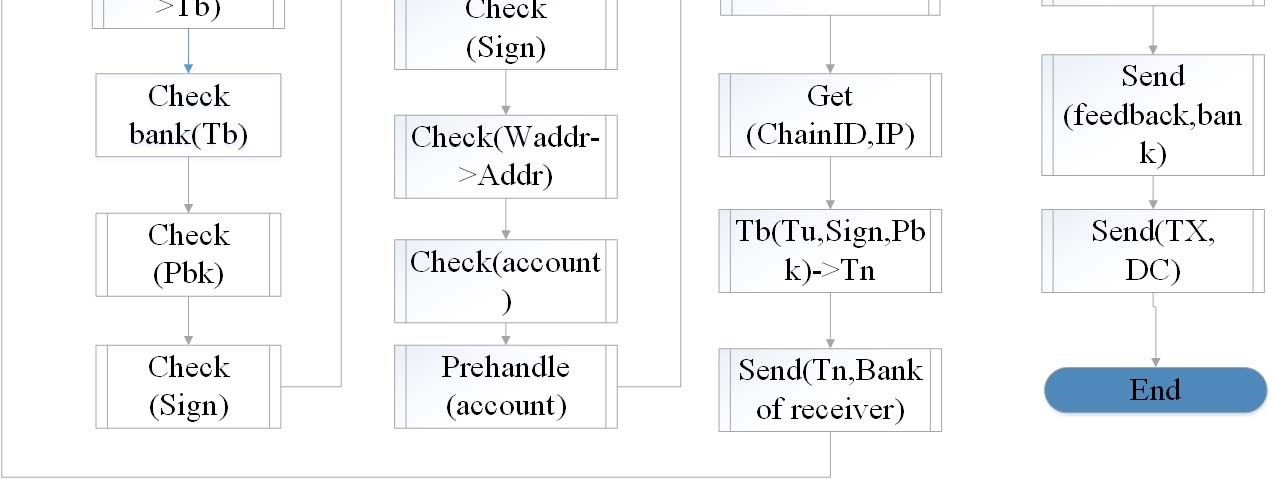 >Tb)
Check
bank(Tb)
Check
(Pbk)
Check
(Sign)
Check
(Sign)
Check(Waddr-
>Addr)
Check(account
)
Prehandle
(account)
Get
(ChainID,IP)
Tb(Tu,Sign,Pb
k)->Tn
Send(Tn,Bank
of receiver)
Send
(feedback,ban
k)
Send(TX,
DC)
End